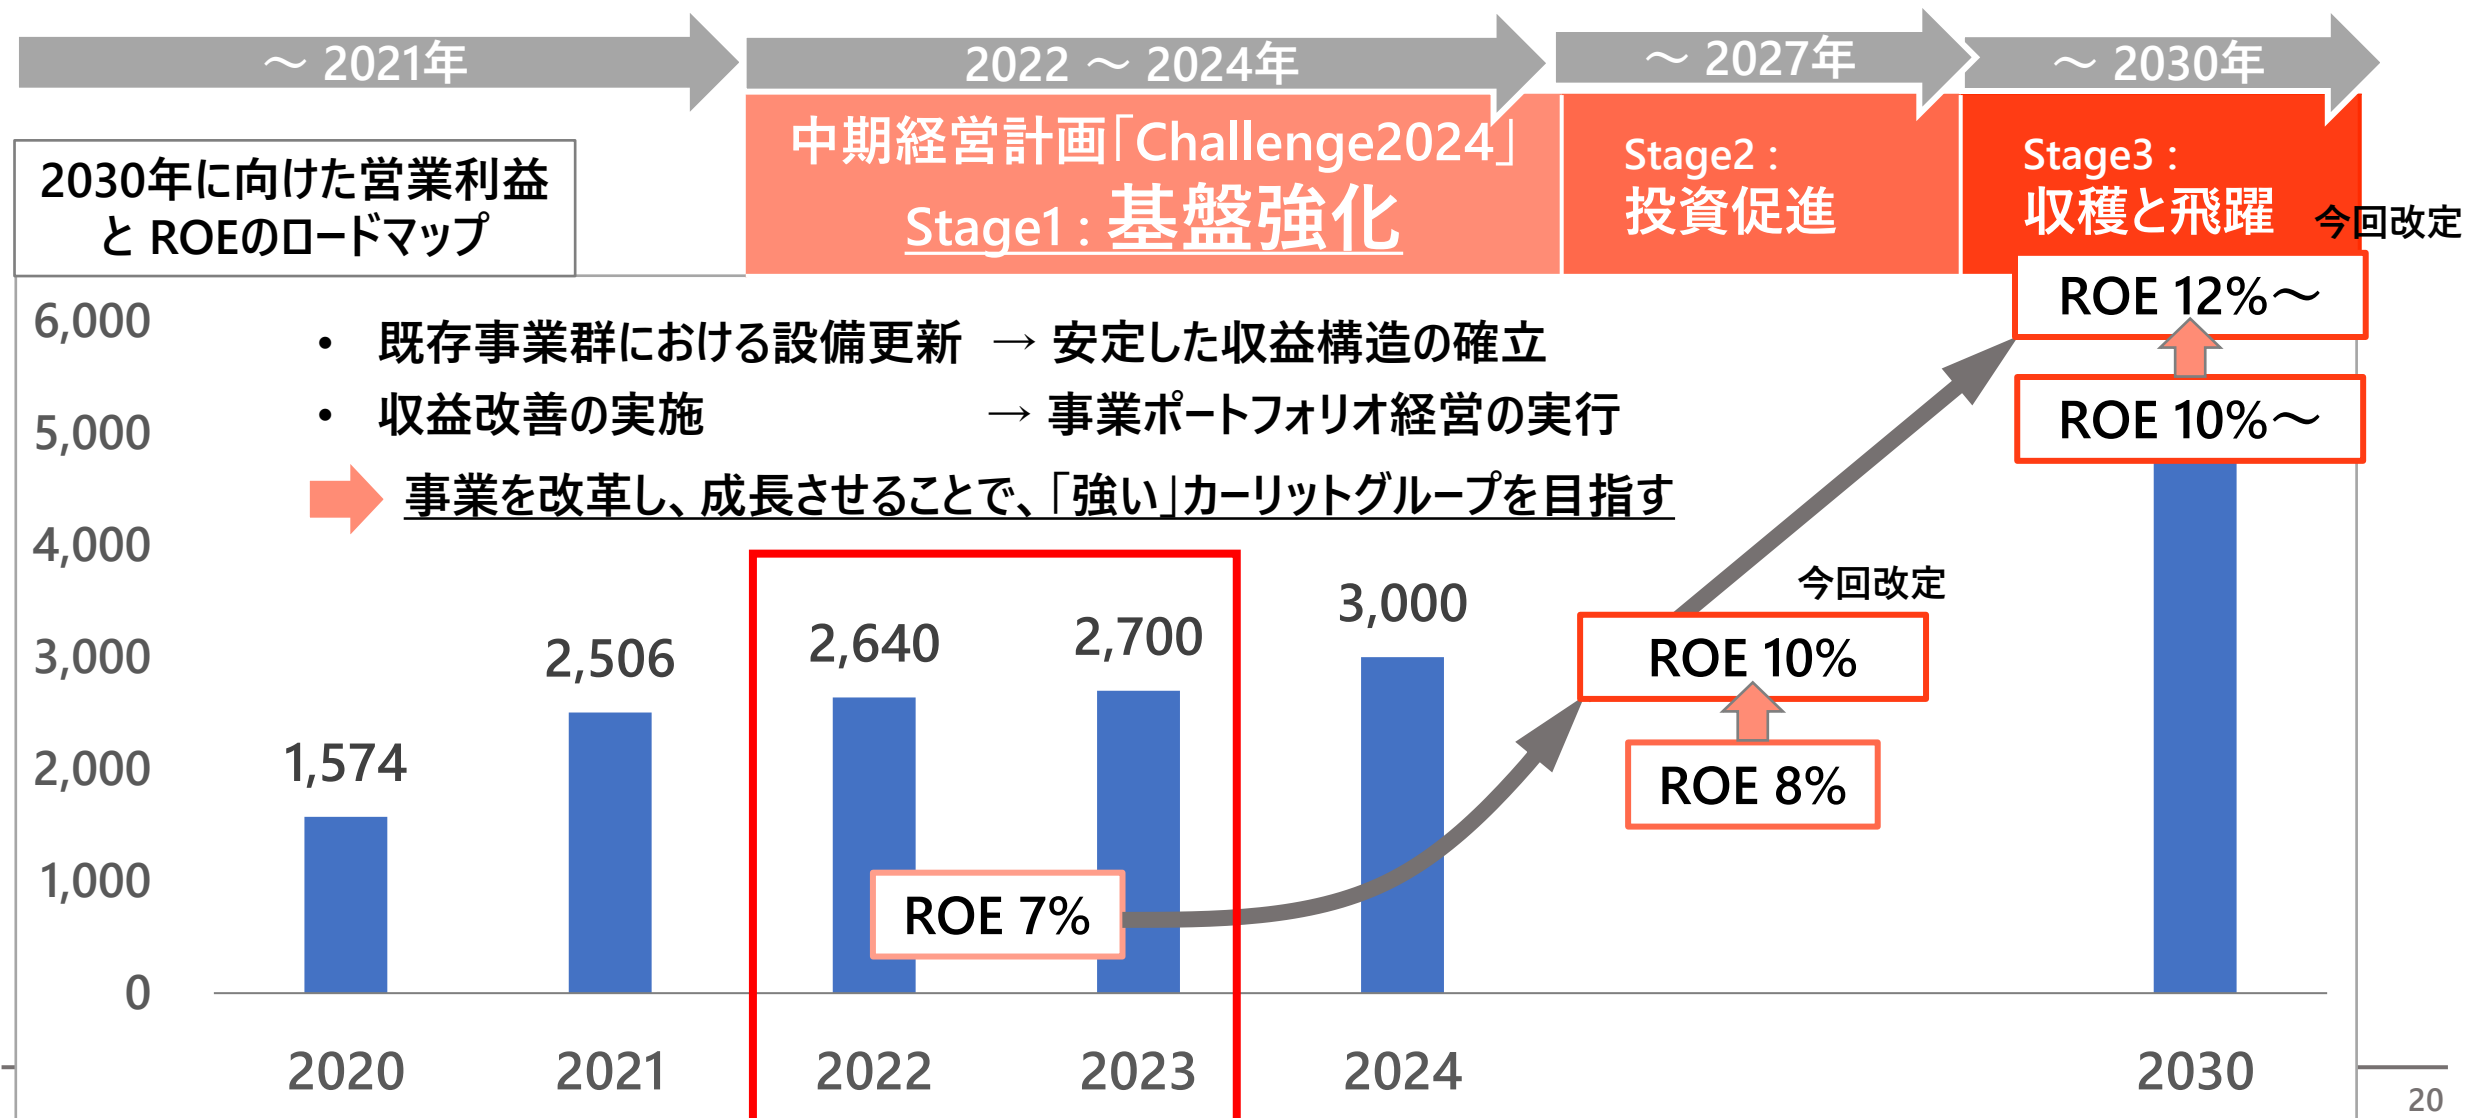 ～ 2021年
2022 ～ 2024年
～ 2027年
～ 2030年
2030年に向けた営業利益
と ROEのロードマップ
中期経営計画「Challenge2024」
Stage1 : 基盤強化
Stage2 :
投資促進
Stage3 :
収穫と飛躍
今回改定
ROE 12%～
ROE 10%～
• 既存事業群における設備更新 → 安定した収益構造の確立
• 収益改善の実施 → 事業ポートフォリオ経営の実行
事業を改革し、成長させることで、「強い」カーリットグループを目指す
6,000
5,000
4,000
3,000
2,000
1,000
0
1,574
2,506
2,640
2,700
3,000
今回改定
ROE 10%
ROE 8%
ROE 7%
2020
2021
2022
2023
2024
2030
20